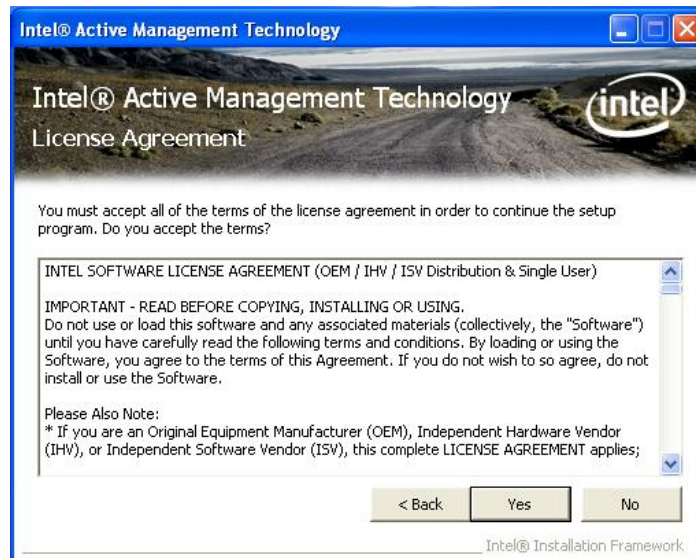 Intel® Active Management Technology
Intel® Active Management Technology
intel
License Agreement
You must accept all of the terms of the license agreement in order to continue the setup
program. Do you accept the terms?
INTEL SOFTWARE LICENSE AGREEMENT (OEM / IHV / ISV Distribution & Single User)
IMPORTANT - READ BEFORE COPYING, INSTALLING OR USING.
Do not use or load this software and any associated materials (collectively, the "Software")
until you have carefully read the following terms and conditions. By loading or using the
Software, you agree to the terms of this Agreement. If you do not wish to so agree, do not
install or use the Software.
Please Also Note:
* If you are an Original Equipment Manufacturer (OEM), Independent Hardware Vendor
(IHV), or Independent Software Vendor (ISV), this complete LICENSE AGREEMENT applies;
< Back Yes No
Intel® Installation Framework